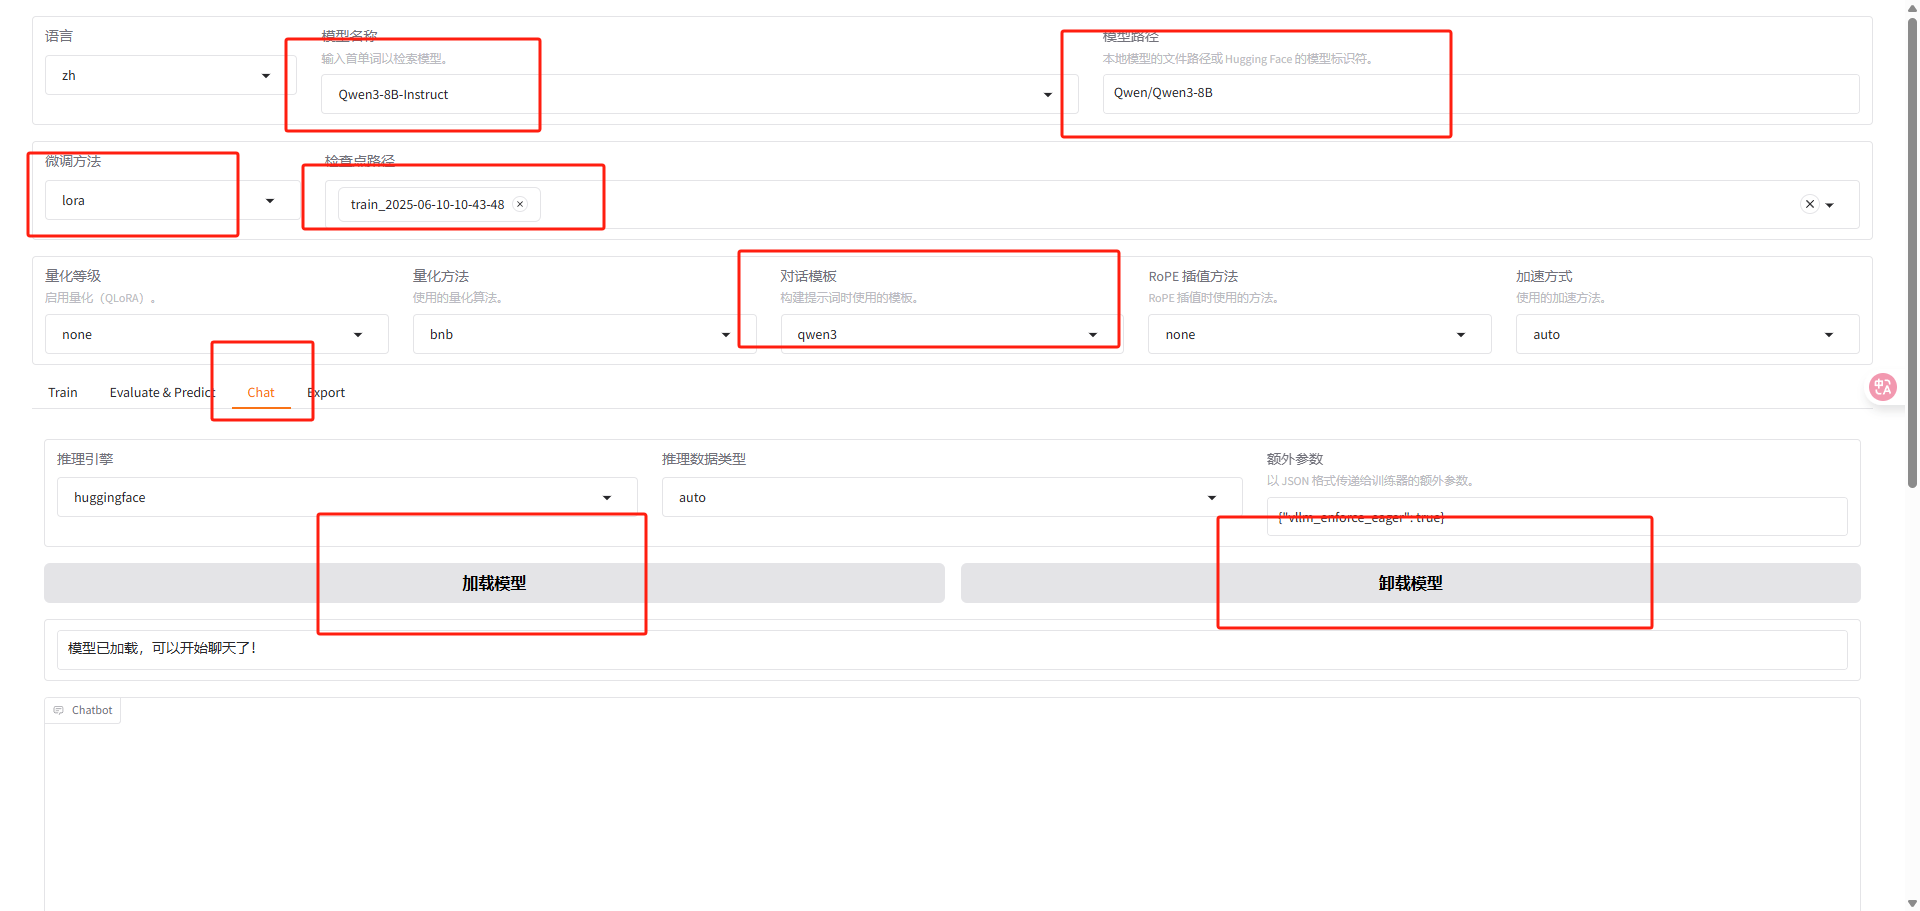 语言
zh
模型名称
输入首单词以检索模型。
Qwen3-8B-Instruct
模型路径
本地模型的文件路径或 Hugging Face 的模型标识符。
Qwen/Qwen3-8B
微调方法
lora
检查点路径
train_2025-06-10-10-43-48
量化等级
启用量化（QLoRA）。
none
量化方法
使用的量化算法。
bnb
对话模板
构建提示词时使用的模板。
qwen3
RoPE 插值方法
RoPE 插值时使用的方法。
none
加速方式
使用的加速方法。
auto
Train
Evaluate & Predict
Chat
Export
推理引擎
huggingface
推理数据类型
auto
额外参数
以 JSON 格式传递给训练器的额外参数。
{"vllm_enforce_eager": true}
加载模型
卸载模型
模型已加载，可以开始聊天了！
Chatbot
中
A